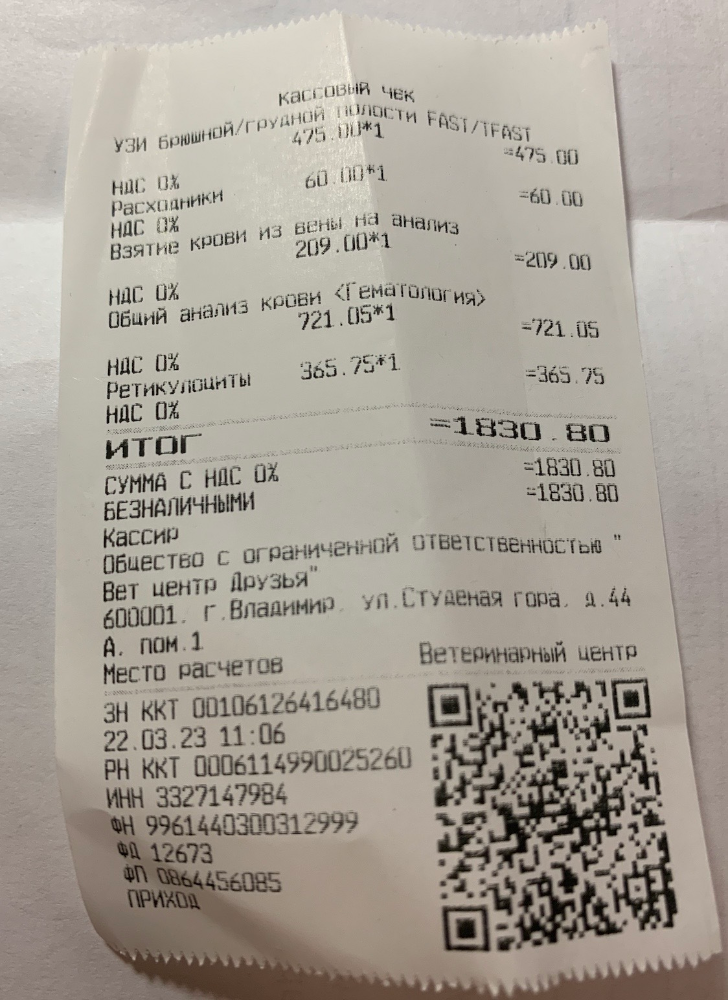 КАССОВЫЙ ЧЕК
УЗИ брюшной/грудной полости FAST/TFAST
475.00*1 =475.00
НДС 0%
Расходники 60.00*1 =60.00
НДС 0%
Взятие крови из вены на анализ
209.00*1 =209.00
НДС 0%
Общий анализ крови <Гематология>
721.05*1 =721.05
НДС 0%
Ретикулоциты 365.75*1 =365.75
НДС 0%
ИТОГ =1830.80
СУММА С НДС 0% =1830.80
БЕЗНАЛИЧНЫМИ =1830.80
Кассир
Общество с ограниченной ответственностью "
Вет центр Друзья"
600001. г.Владимир. ул.Студеная гора. д.44
А. пом.1
Место расчетов Ветеринарный центр
ЗН ККТ 00106126416480
22.03.23 11:06
РН ККТ 0006114990025260
ИНН 3327147984
ФН 9961440300312999
ФД 12673
ФП 0864456085
ПРИХОД